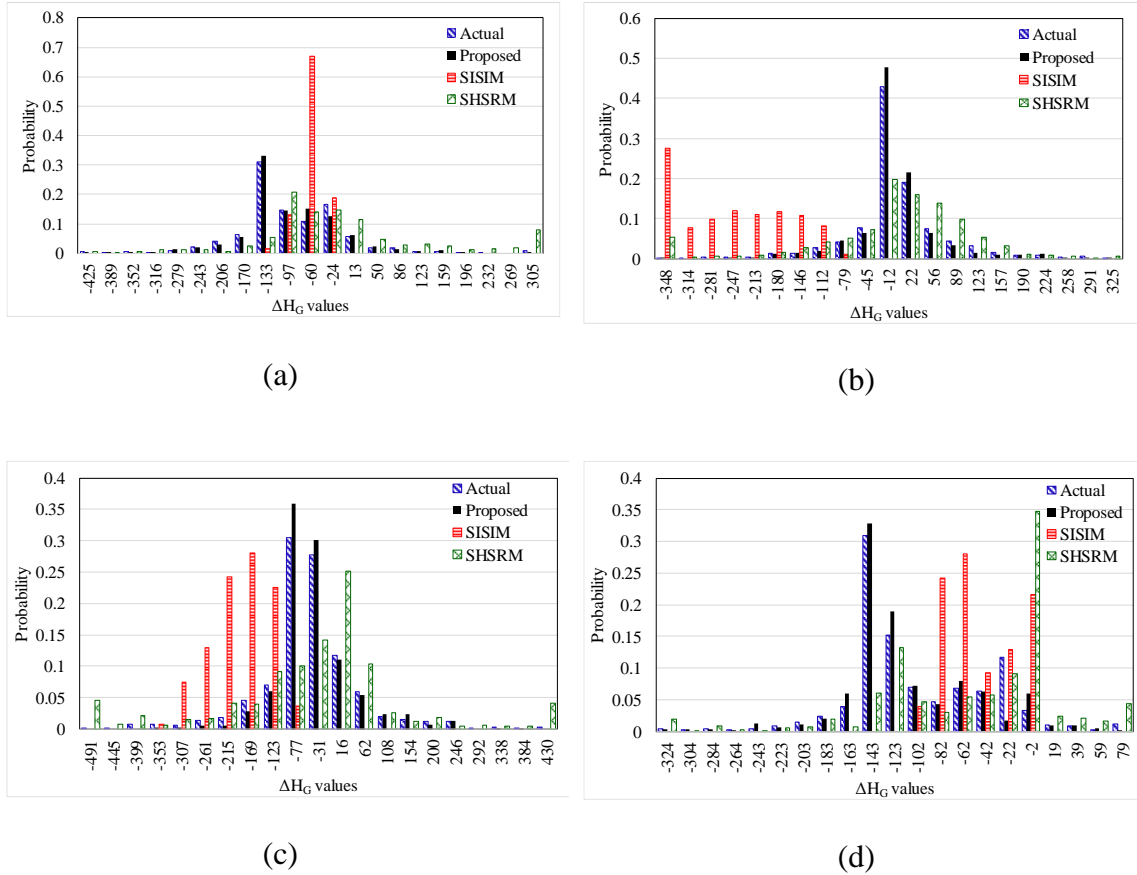 0.8
0.7
0.6
0.5
0.4
0.3
0.2
0.1
0
Probability
Actual
Proposed
SISIM
SHSRM
-425 -389 -352 -316 -279 -243 -206 -170 -133 -97 -60 -24 13 50 86 123 159 196 232 269 305
ΔHG values
(a)
0.6
0.5
0.4
0.3
0.2
0.1
0
Probability
Actual
Proposed
SISIM
SHSRM
-348 -314 -281 -247 -213 -180 -146 -112 -79 -45 -12 22 56 89 123 157 190 224 258 291 325
ΔHG values
(b)
0.4
0.35
0.3
0.25
0.2
0.15
0.1
0.05
0
Probability
Actual
Proposed
SISIM
SHSRM
-491 -445 -399 -353 -307 -261 -215 -169 -123 -77 -31 16 62 108 154 200 246 292 338 384 430
ΔHG values
(c)
0.4
0.35
0.3
0.25
0.2
0.15
0.1
0.05
0
Probability
Actual
Proposed
SISIM
SHSRM
-324 -304 -284 -264 -243 -223 -203 -183 -163 -143 -123 -102 -82 -62 -42 -22 -2 19 39 59 79
ΔHG values
(d)